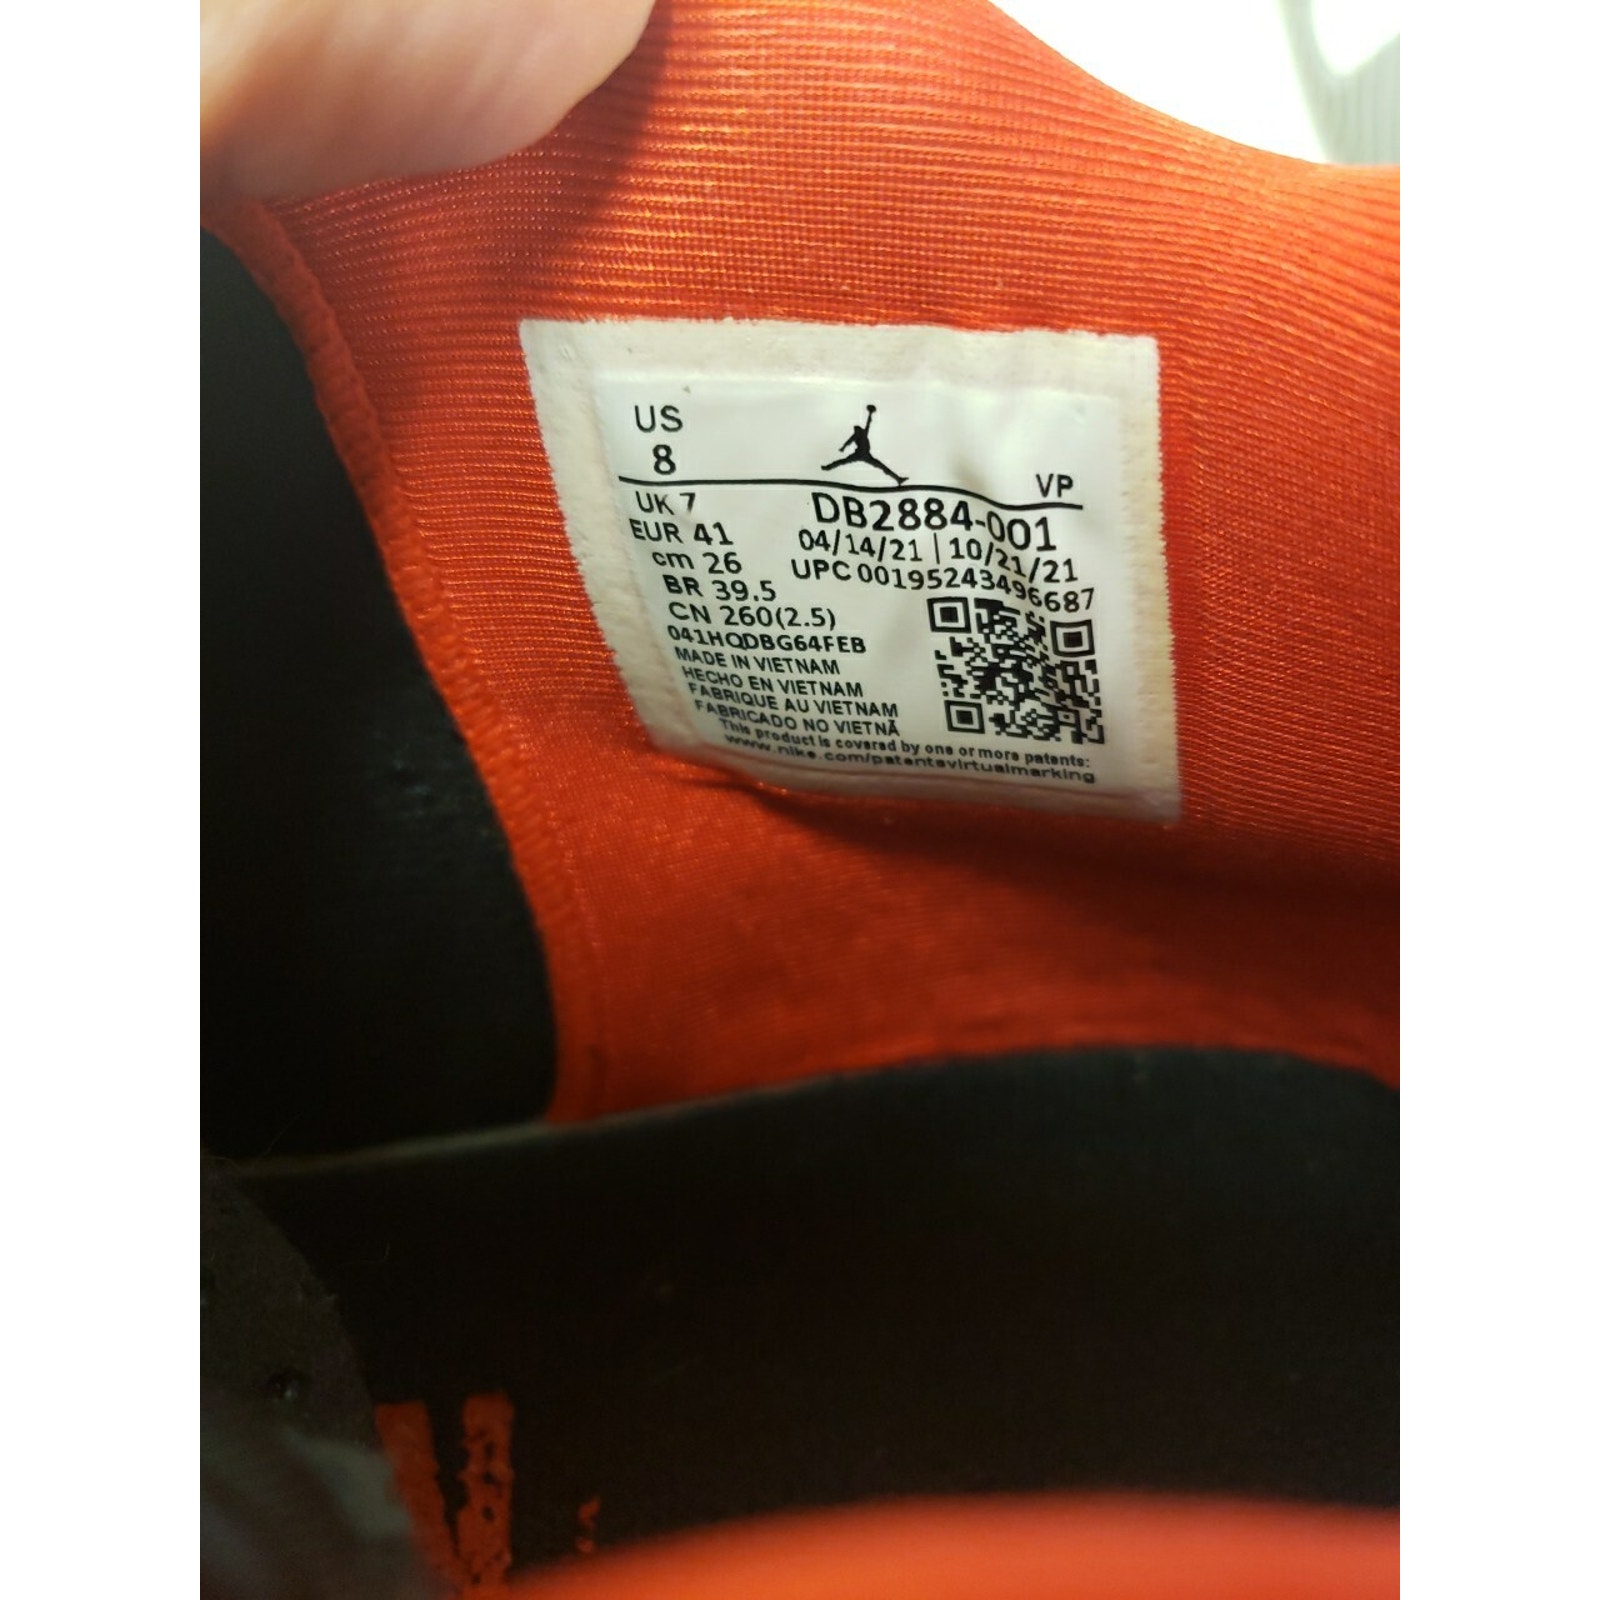 US
8
VP
UK 7
DB2884-001
EUR 41
04/14/21 | 10/21/21
cm 26
UPC 00195243496687
BR 39.5
CN 260(2.5)
041HQDBG64FEB
MADE IN VIETNAM
HECHO EN VIETNAM
FABRIQUE AU VIETNAM
FABRICADO NO VIETNÃ
This product is covered by one or more patents:
www.nike.com/patentsvirtualmarking